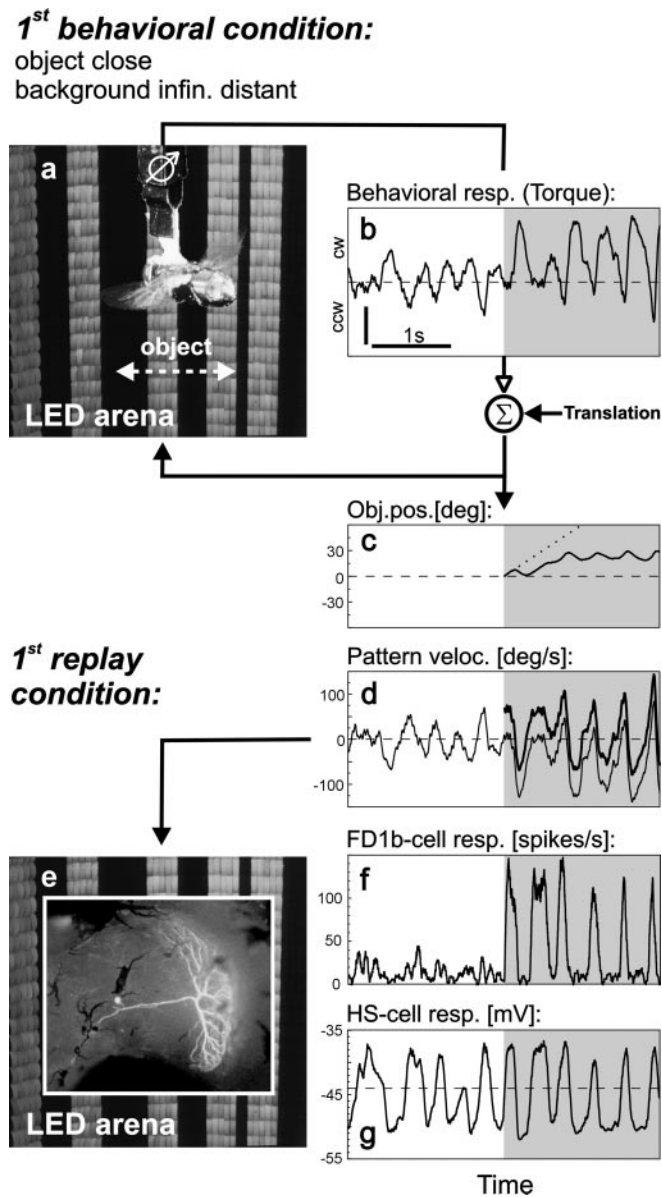 1st behavioral condition:
object close
background infin. distant
a
object
LED arena
Behavioral resp. (Torque):
b
cw
ccw
1s
Σ
Translation
Obj.pos.[deg]:
c
30
0
-30
1st replay
condition:
Pattern veloc. [deg/s]:
d
100
0
-100
e
LED arena
FD1b-cell resp. [spikes/s]:
f
100
50
0
HS-cell resp. [mV]:
-35
-45
-55
g
Time